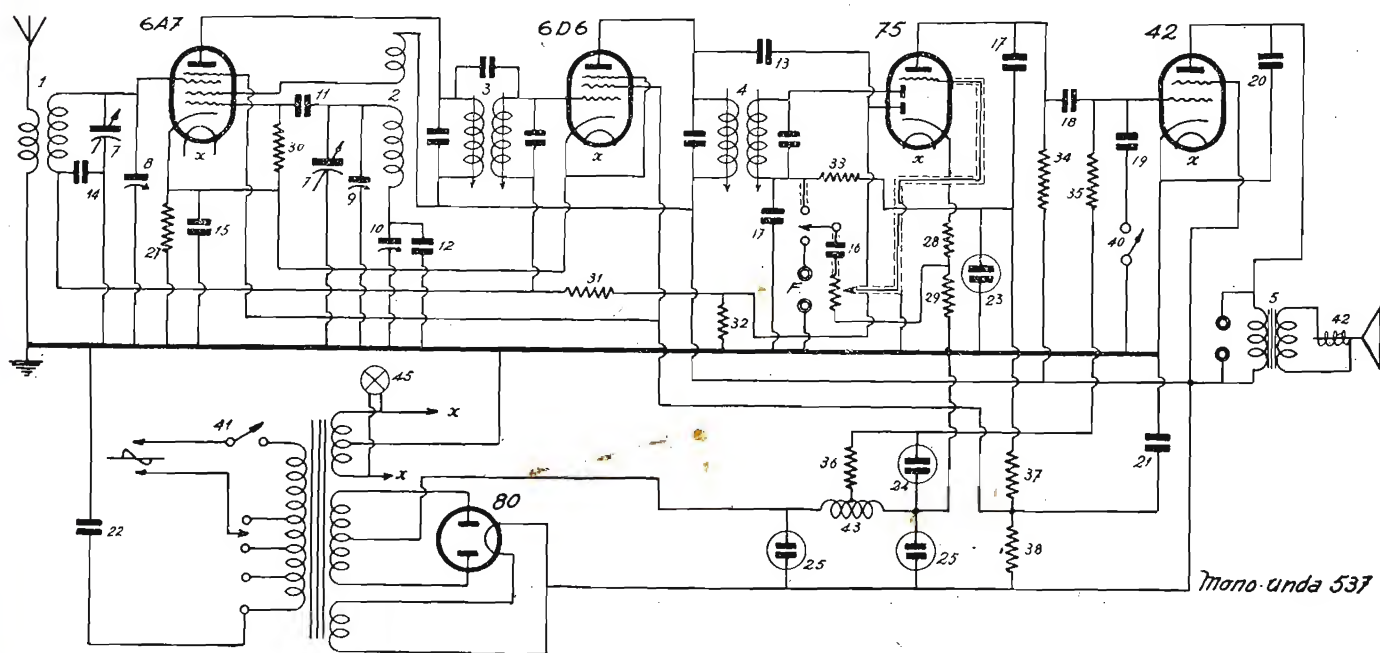 6A7 6D6 75 42
1 7 14 8 27 15 30 11 7 9 2 10 12 3 x x
31 32 4 13 17 33 F 16 x 28 29 23
17 34 18 35 19 40 x 20 5 42
45 x x 41 22 80
36 24 43 25 25 37 38 21
Mono-Unda 537